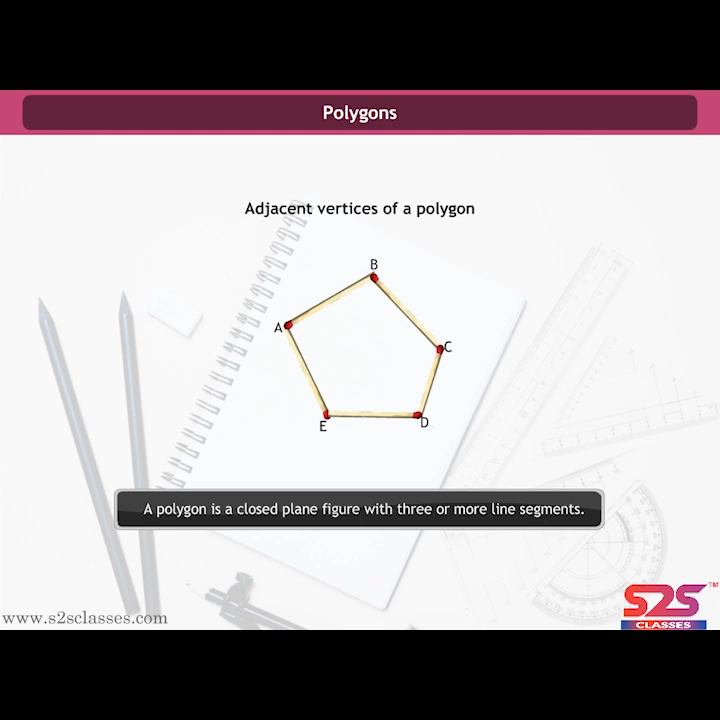 Polygons
Adjacent vertices of a polygon
B
A
C
E
D
A polygon is a closed plane figure with three or more line segments.
www.s2sclasses.com
S2S TM
CLASSES